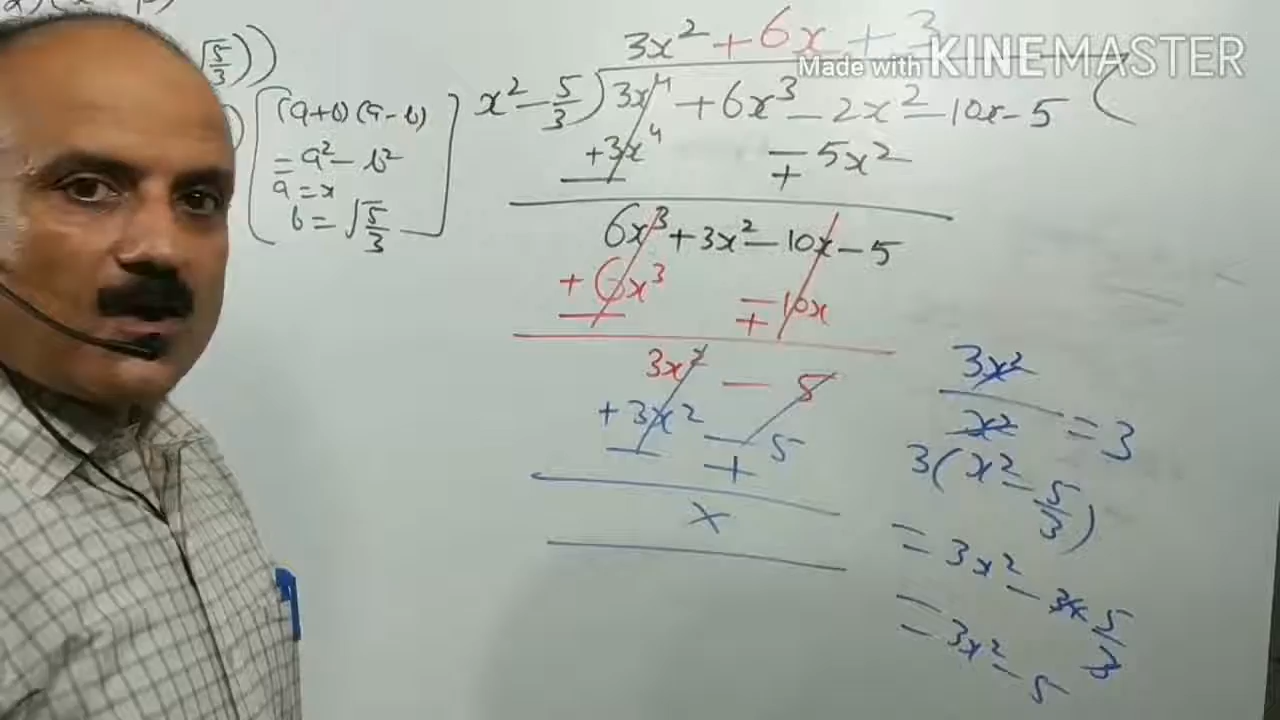 √5/3))
(a+b)(a-b)
= a² - b²
a = x
b = √5/3
3x² + 6x + 3
Made with KINEMASTER
x² - 5/3 ) 3x⁴ + 6x³ - 2x² - 10x - 5 (
+3x⁴ - 5x²
- +
6x³ + 3x² - 10x - 5
+ 6x³ - 10x
- +
3x² - 5
+ 3x² - 5
- +
x
3x²/x² = 3
3(x² - 5/3)
= 3x² - 3x 5/3
= 3x² - 5